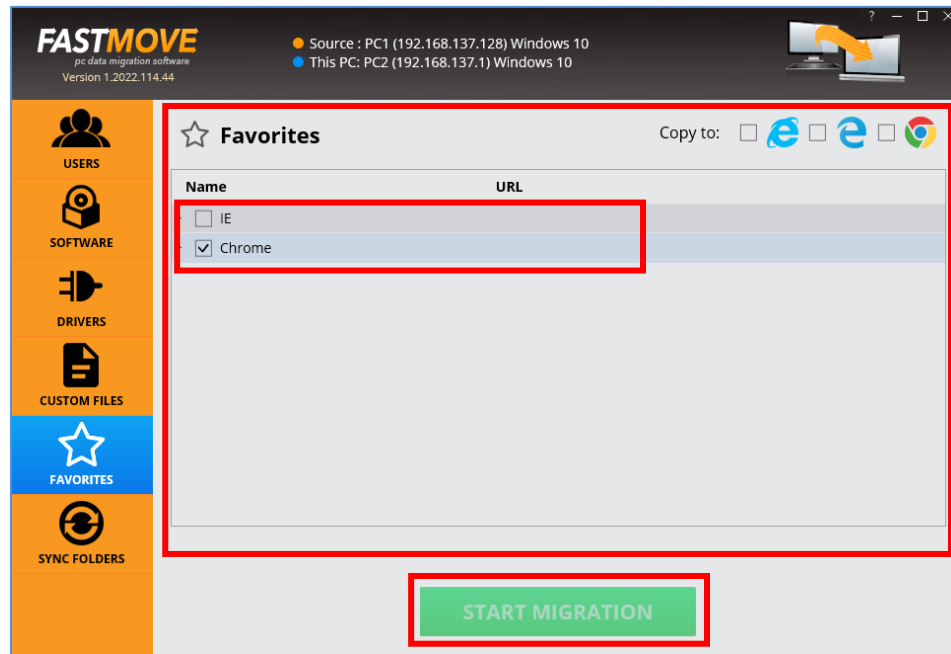 FASTMOVE
pc data migration software
Version 1.2022.114.44
Source : PC1 (192.168.137.128) Windows 10
This PC: PC2 (192.168.137.1) Windows 10
?
USERS
SOFTWARE
DRIVERS
CUSTOM FILES
FAVORITES
SYNC FOLDERS
Favorites
Copy to:
Name URL
IE
Chrome
START MIGRATION